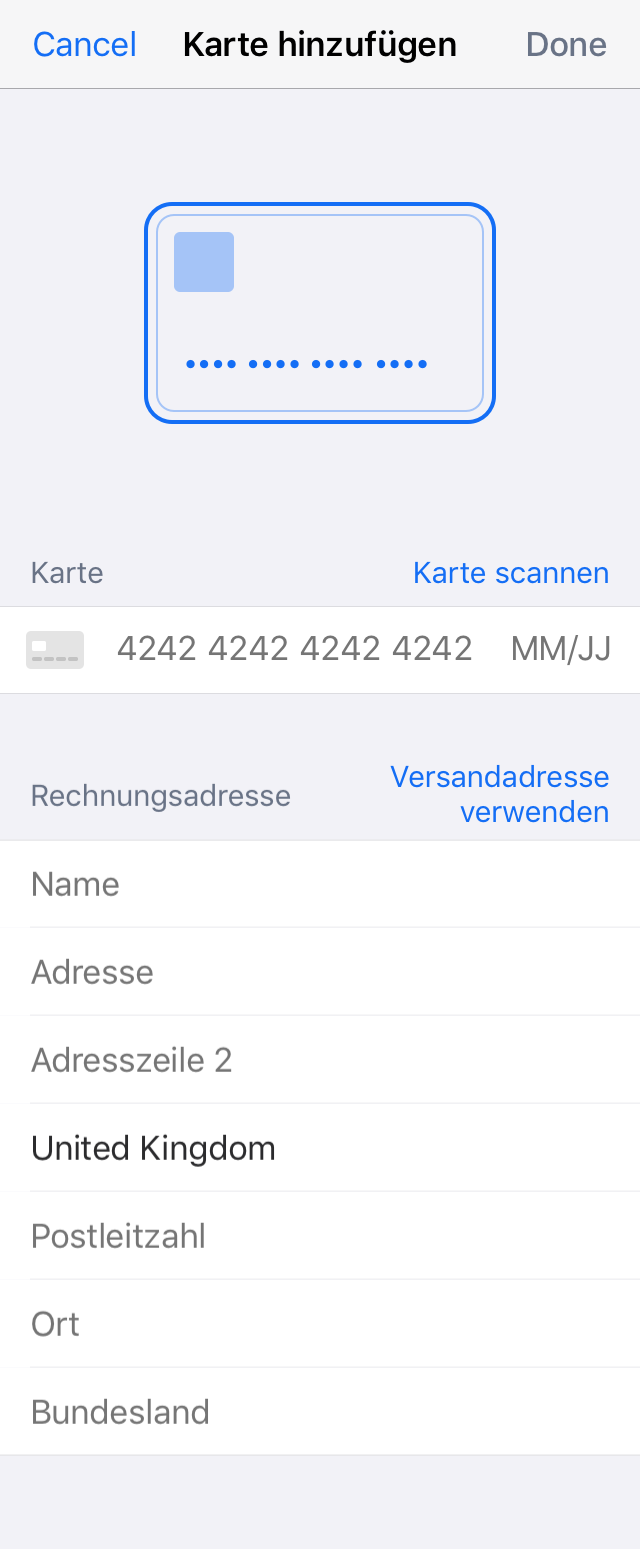 Cancel Karte hinzufügen Done
Karte Karte scannen
4242 4242 4242 4242 MM/JJ
Rechnungsadresse Versandadresse
verwenden
Name
Adresse
Adresszeile 2
United Kingdom
Postleitzahl
Ort
Bundesland